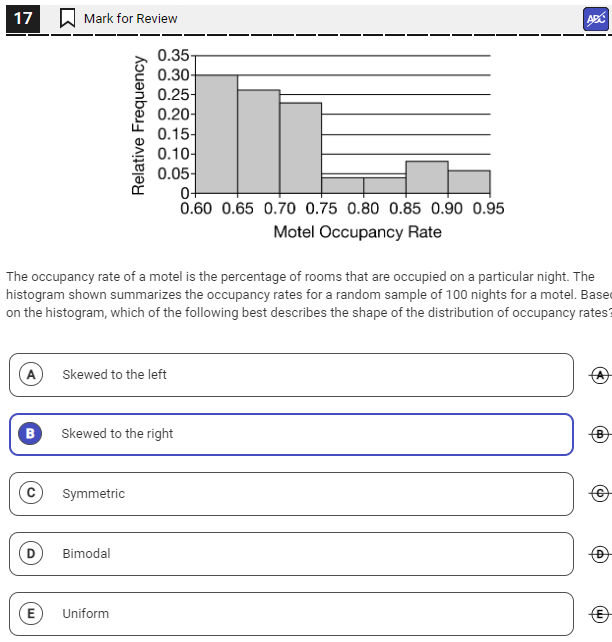 17 Mark for Review ABC
0.35
0.30
0.25
0.20
0.15
0.10
0.05
0
Relative Frequency
0.60 0.65 0.70 0.75 0.80 0.85 0.90 0.95
Motel Occupancy Rate
The occupancy rate of a motel is the percentage of rooms that are occupied on a particular night. The
histogram shown summarizes the occupancy rates for a random sample of 100 nights for a motel. Based
on the histogram, which of the following best describes the shape of the distribution of occupancy rates?
A Skewed to the left A
B Skewed to the right B
C Symmetric C
D Bimodal D
E Uniform E